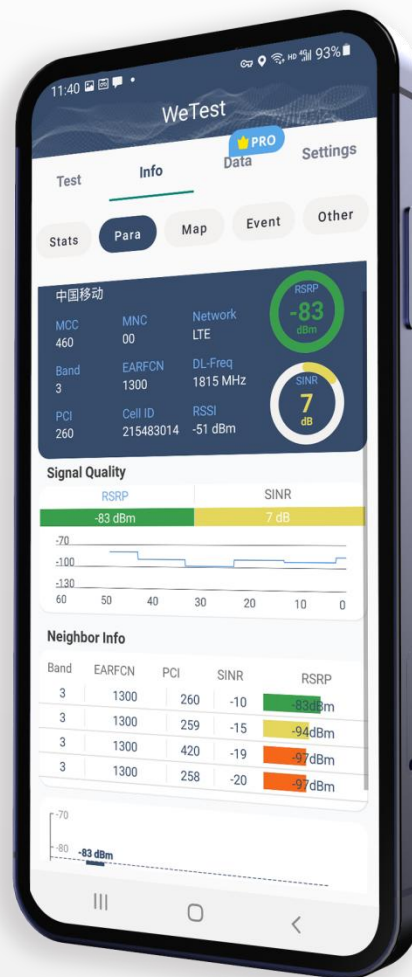 11:40 HD 4G 93%
WeTest
PRO
Test Info Data Settings
Stats Para Map Event Other
中国移动
MCC MNC Network
460 00 LTE
RSRP
-83
dBm
Band EARFCN DL-Freq
3 1300 1815 MHz
PCI Cell ID RSSI
260 215483014 -51 dBm
SINR
7
dB
Signal Quality
RSRP SINR
-83 dBm 7 dB
-70
-100
-130
60 50 40 30 20 10 0
Neighbor Info
Band EARFCN PCI SINR RSRP
3 1300 260 -10 -83dBm
3 1300 259 -15 -94dBm
3 1300 420 -19 -97dBm
3 1300 258 -20 -97dBm
-70
-80 -83 dBm